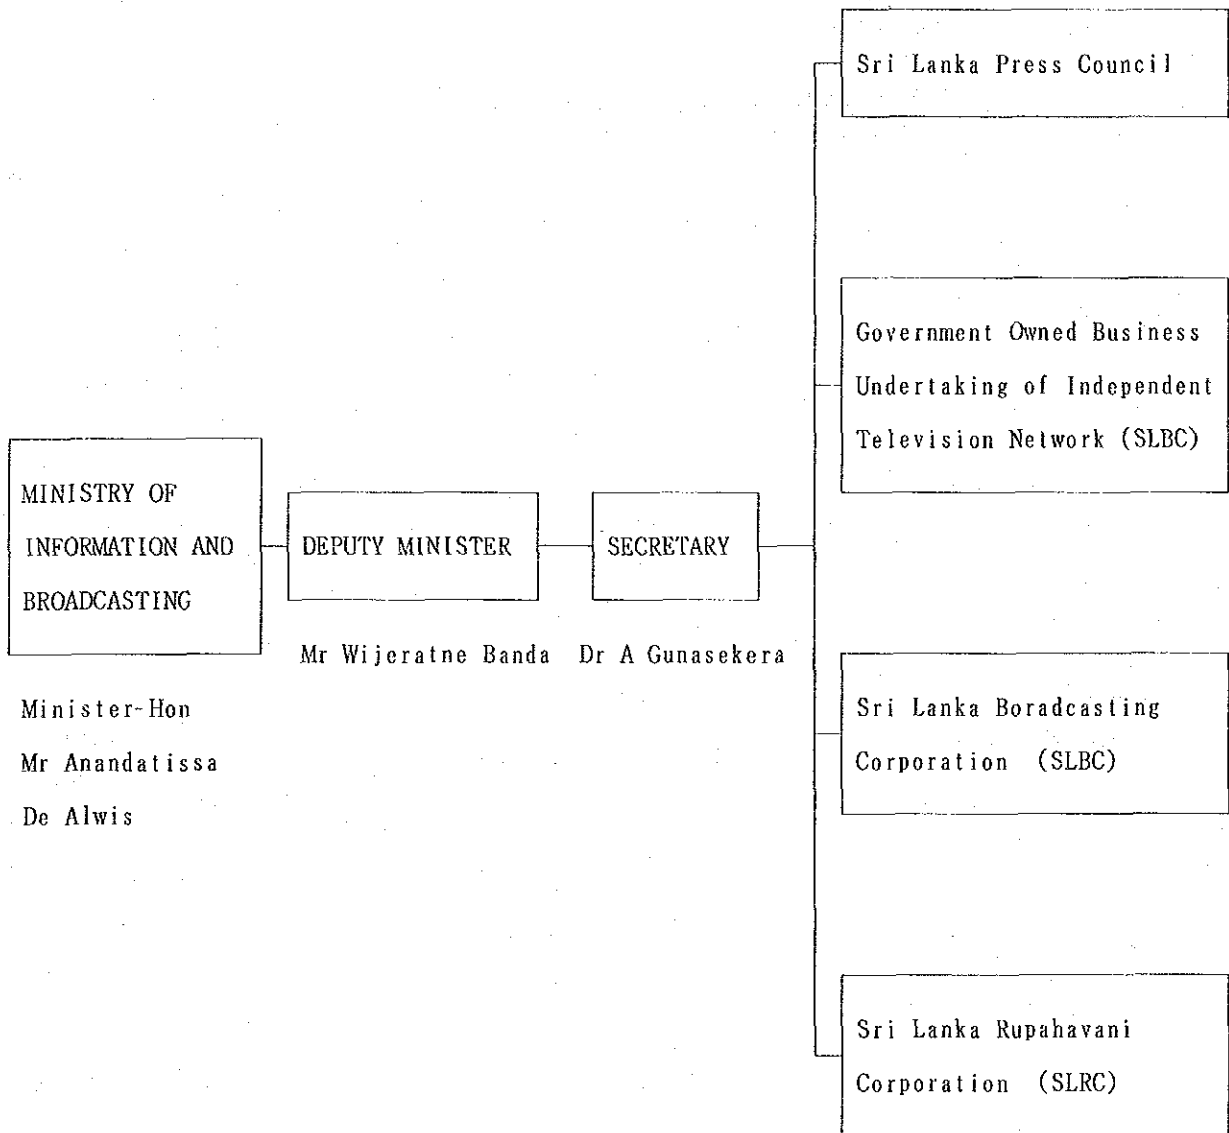 MINISTRY OF
INFORMATION AND
BROADCASTING
Minister-Hon
Mr Anandatissa
De Alwis
DEPUTY MINISTER
Mr Wijeratne Banda
SECRETARY
Dr A Gunasekera
Sri Lanka Press Council
Government Owned Business
Undertaking of Independent
Television Network (SLBC)
Sri Lanka Boradcasting
Corporation (SLBC)
Sri Lanka Rupahavani
Corporation (SLRC)